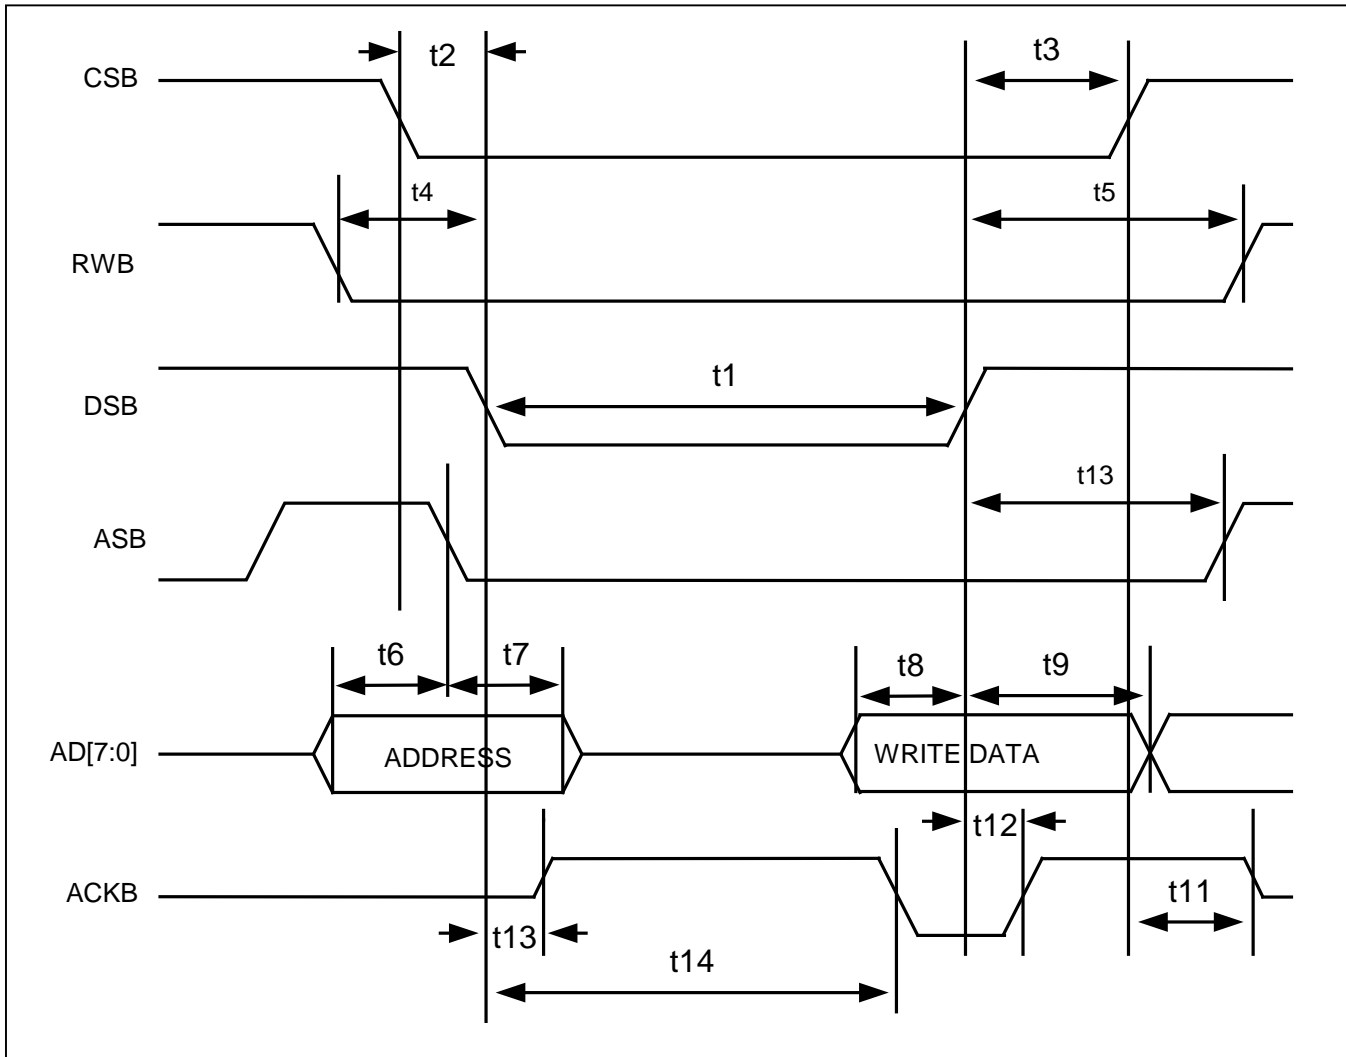 t2
t3
CSB
t4
t5
RWB
t1
DSB
t13
ASB
t6
t7
t8
t9
AD[7:0]
ADDRESS
WRITE DATA
t12
ACKB
t11
t13
t14